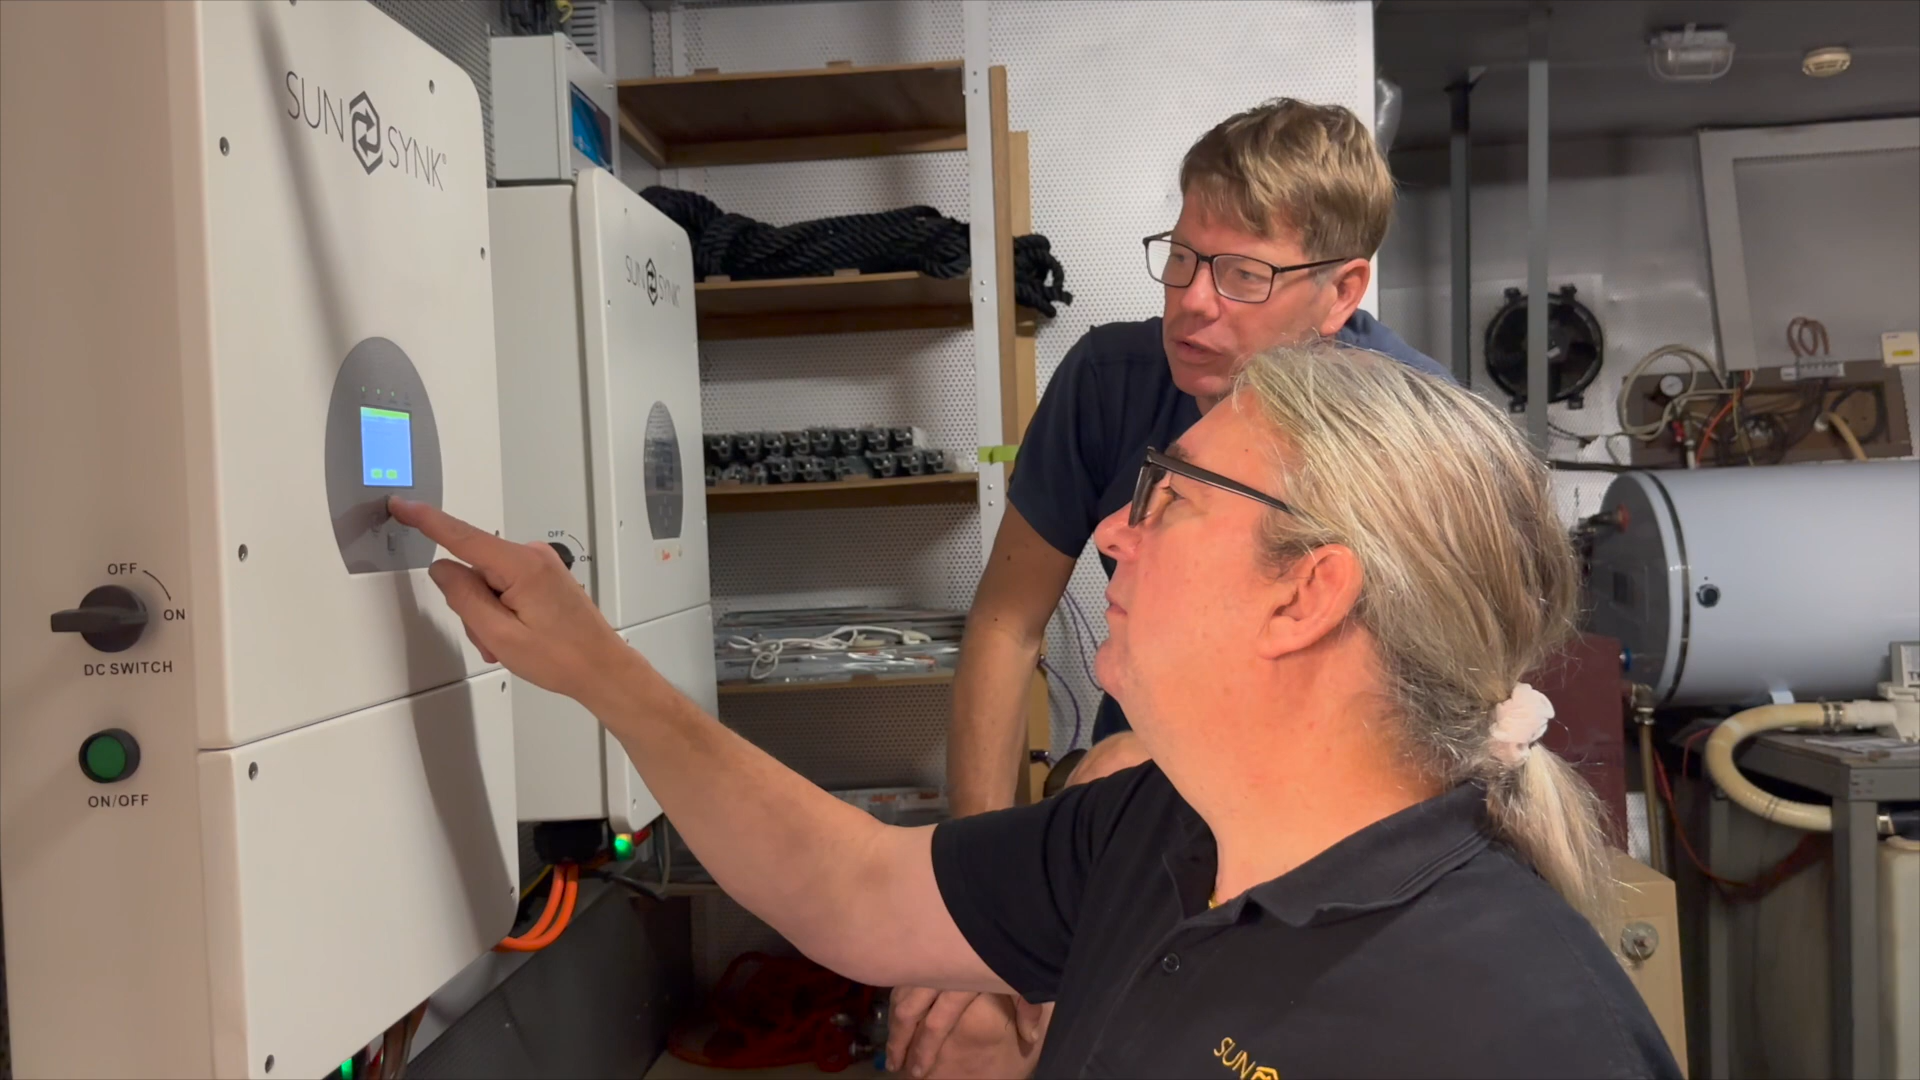 SUN SYNK
SUN SYNK
OFF
ON
DC SWITCH
ON/OFF
OFF
ON
SUN